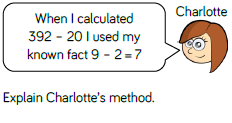 When I calculated
Charlotte
392 – 20 I used my
known fact 9 – 2 = 7
Explain Charlotte's method.